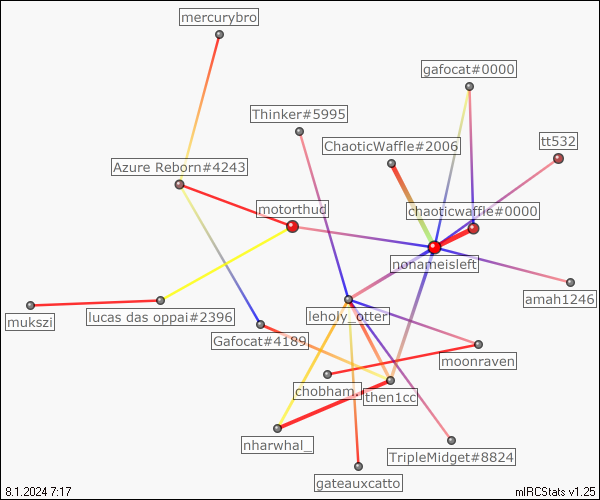 mercurybro
gafocat#0000
Thinker#5995
ChaoticWaffle#2006
tt532
Azure Reborn#4243
motorthud
chaoticwaffle#0000
nonameisleft
amah1246
mukszi
lucas das oppai#2396
leholy_otter
Gafocat#4189
moonraven
chobham.
then1cc
nharwhal_
TripleMidget#8824
gateauxcatto
8.1.2024 7:17
mIRCStats v1.25